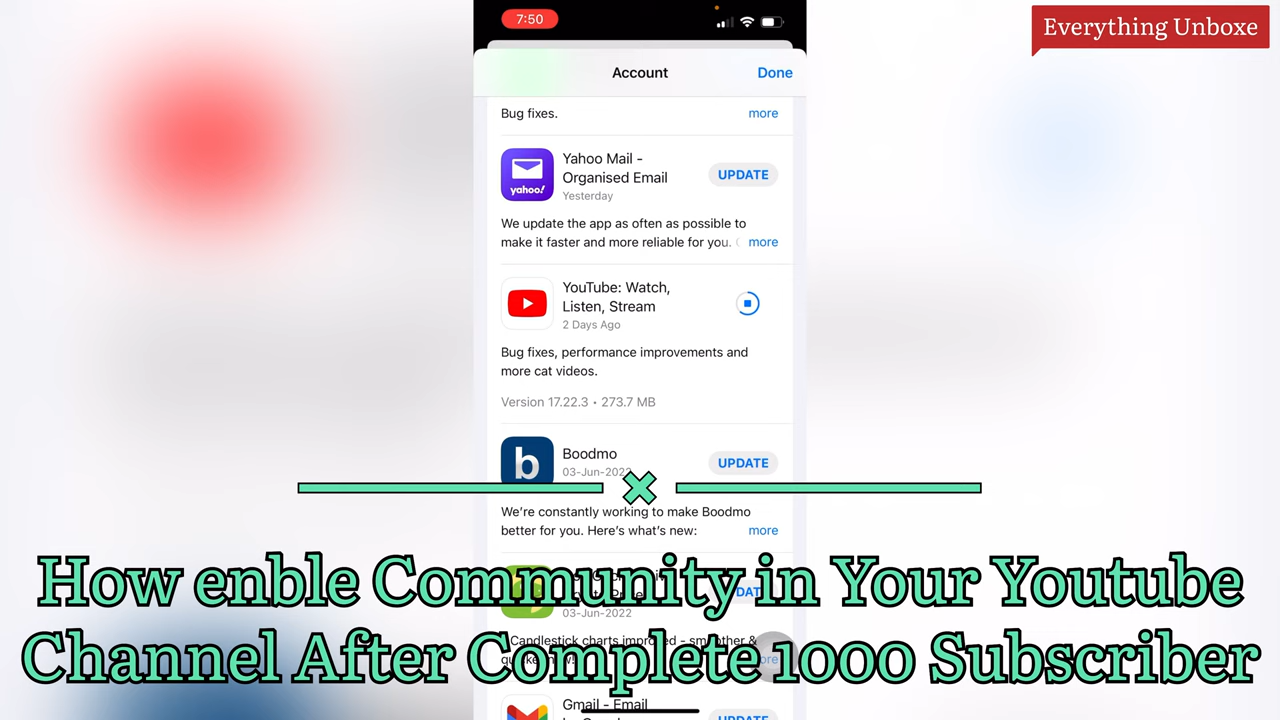 7:50
Everything Unboxe
Account
Done
Bug fixes.
more
Yahoo Mail -
Organised Email
UPDATE
yahoo!
Yesterday
We update the app as often as possible to
make it faster and more reliable for you.
more
YouTube: Watch,
Listen, Stream
2 Days Ago
Bug fixes, performance improvements and
more cat videos.
Version 17.22.3 • 273.7 MB
b
Boodmo
03-Jun-2022
UPDATE
We're constantly working to make Boodmo
better for you. Here's what's new:
more
How enble Community in Your Youtube
03-Jun-2022
Channel After Complete 1000 Subscriber
Gmail - Email
UPDATE